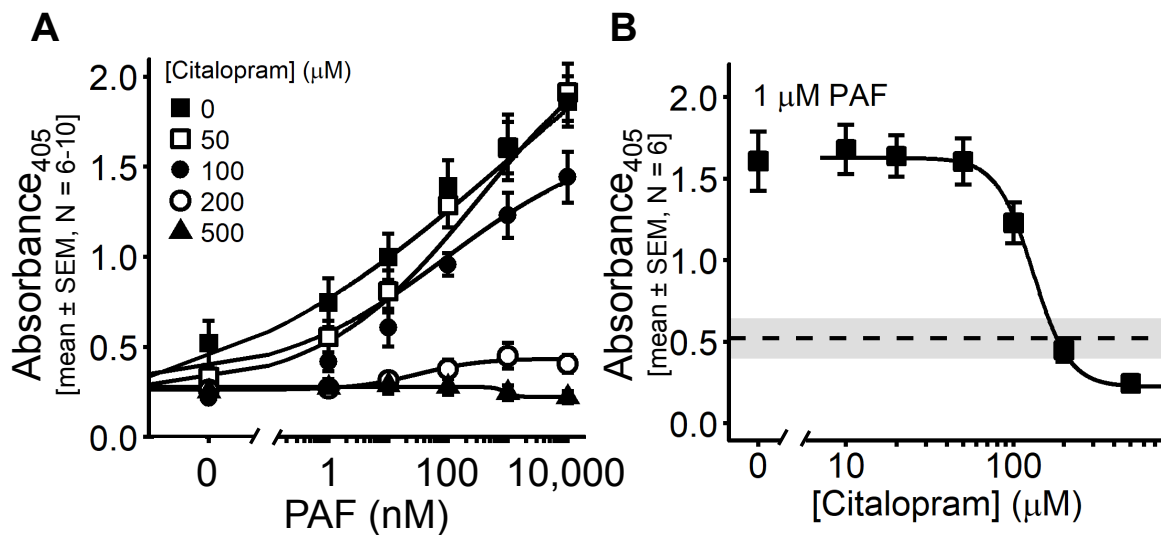 A
Absorbance405
[mean ± SEM, N = 6-10]
2.0
1.5
1.0
0.5
0.0
[Citalopram] (μM)
0
50
100
200
500
0
1
100
10,000
PAF (nM)
B
Absorbance405
[mean ± SEM, N = 6]
2.0
1.5
1.0
0.5
0.0
1 μM PAF
0
10
100
[Citalopram] (μM)